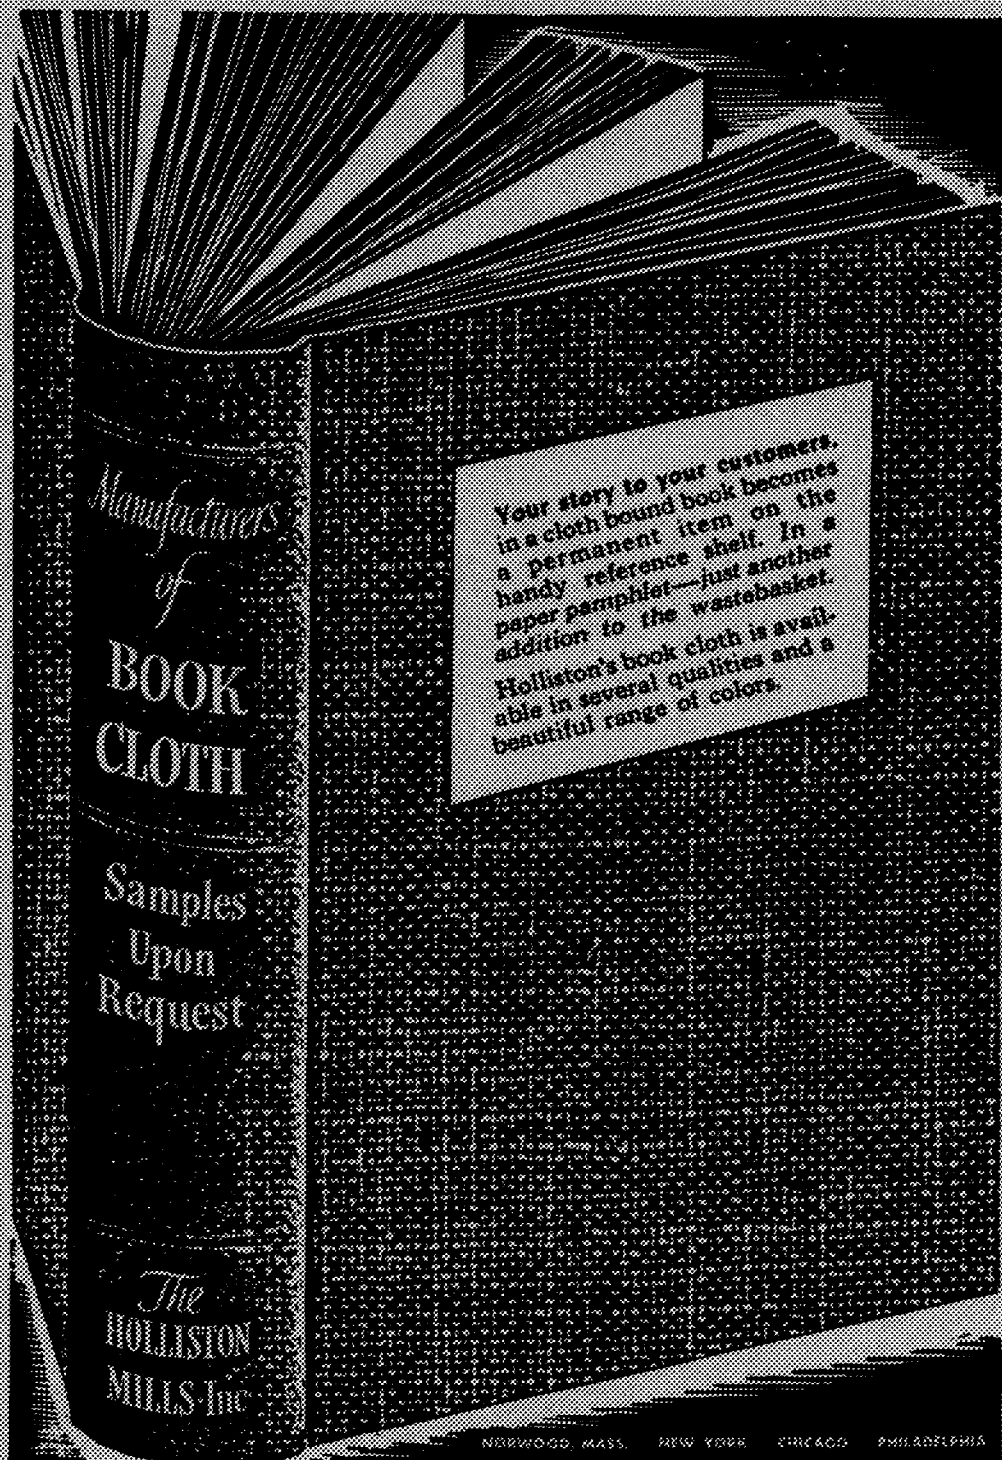 Manufacturers
of
BOOK
CLOTH
Samples
Upon
Request
The
HOLLISTON
MILLS·Inc
Your story to your customers,
in a cloth bound book becomes
a permanent item on the
handy reference shelf. In a
paper pamphlet—just another
addition to the wastebasket.
Holliston's book cloth is avail-
able in several qualities and a
beautiful range of colors.
NORWOOD, MASS. NEW YORK CHICAGO PHILADELPHIA